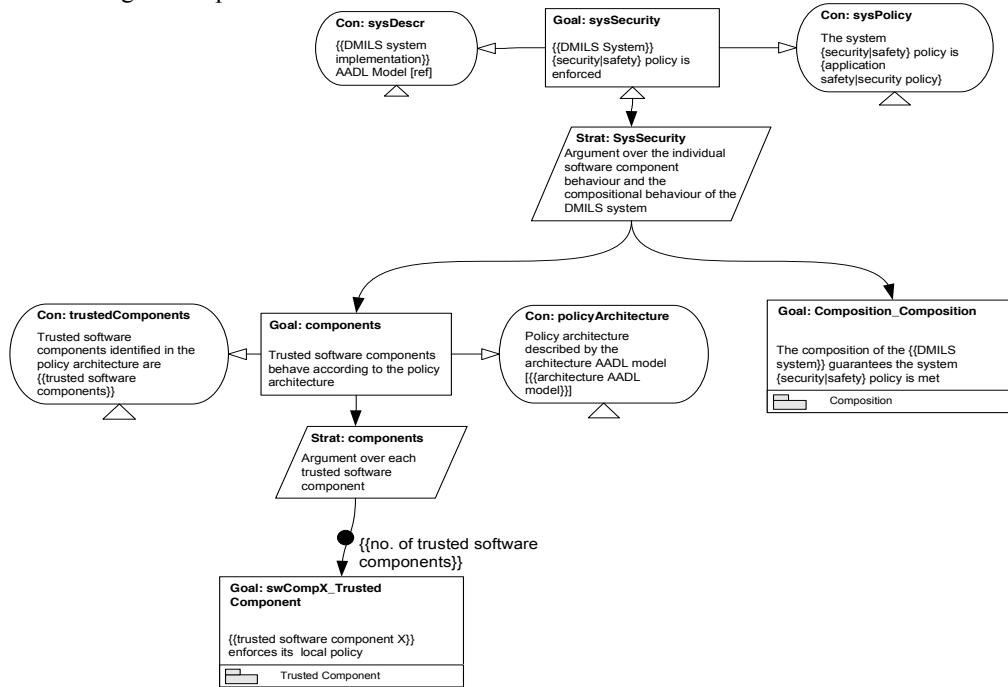 Con: sysDescr
{{DMILS system
implementation}}
AADL Model [ref]
Goal: sysSecurity
{{DMILS System}}
{security|safety} policy is
enforced
Con: sysPolicy
The system
{security|safety} policy is
{application
safety|security policy}
Strat: SysSecurity
Argument over the individual
software component
behaviour and the
compositional behaviour of the
DMILS system
Con: trustedComponents
Trusted software
components identified in the
policy architecture are
{{trusted software
components}}
Goal: components
Trusted software components
behave according to the policy
architecture
Con: policyArchitecture
Policy architecture
described by the
architecture AADL model
[{{{architecture AADL
model}}]
Goal: Composition_Composition
The composition of the {{DMILS
system}} guarantees the system
{security|safety} policy is met
Composition
Strat: components
Argument over each
trusted software
component
{{no. of trusted software
components}}
Goal: swCompX_Trusted
Component
{{trusted software component X}}
enforces its local policy
Trusted Component